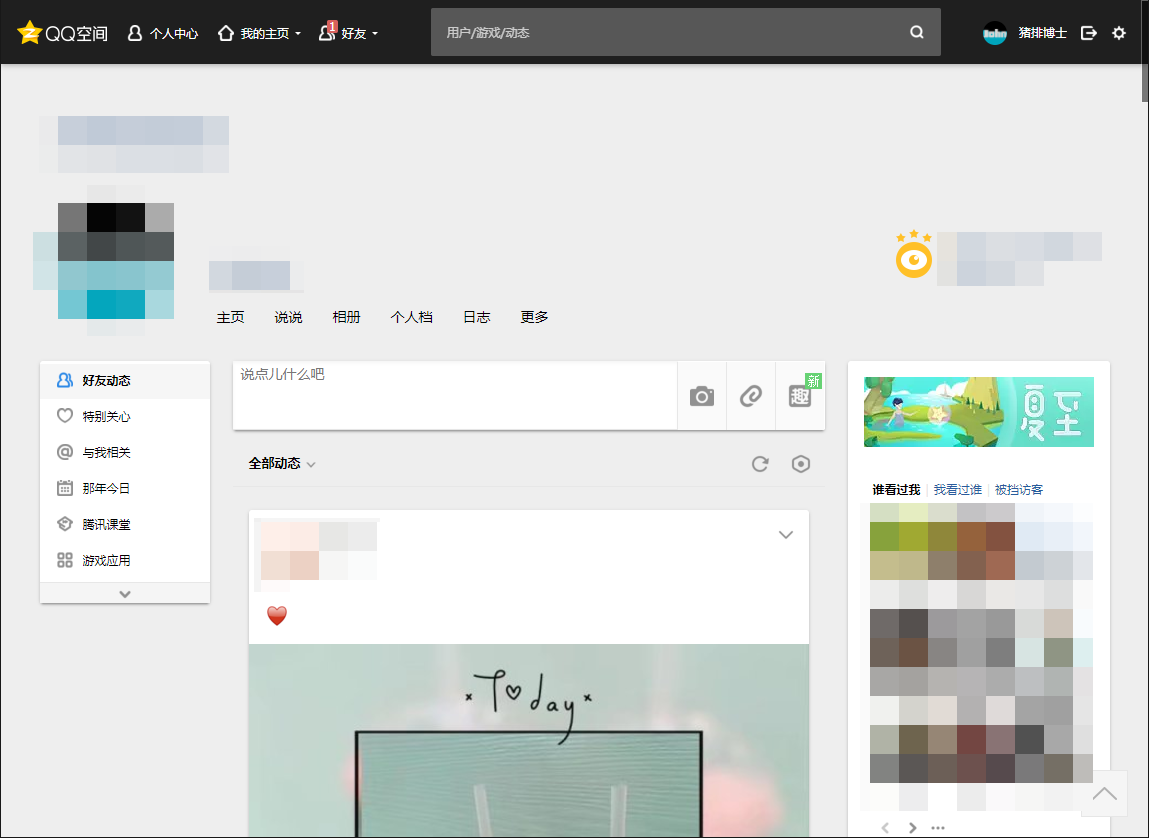 QQ空间 个人中心 我的主页 1 好友 用户/游戏/动态 猪排博士
主页 说说 相册 个人档 日志 更多
好友动态
特别关心
@ 与我相关
那年今日
腾讯课堂
游戏应用
说点儿什么吧 趣 新
全部动态
Today
夏至
谁看过我 我看过谁 被挡访客